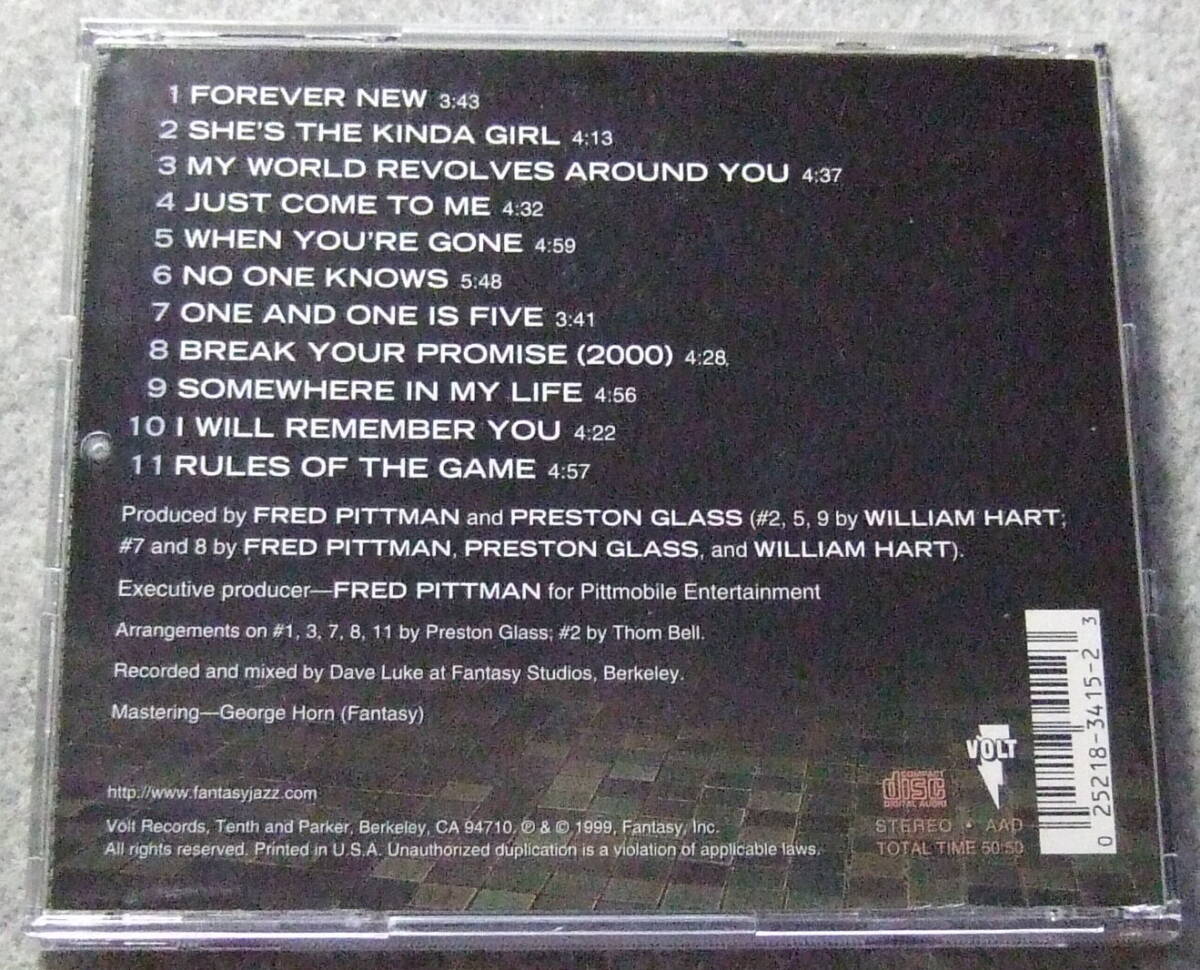 1 FOREVER NEW 3:43
2 SHE'S THE KINDA GIRL 4:13
3 MY WORLD REVOLVES AROUND YOU 4:37
4 JUST COME TO ME 4:32
5 WHEN YOU'RE GONE 4:59
6 NO ONE KNOWS 5:48
7 ONE AND ONE IS FIVE 3:41
8 BREAK YOUR PROMISE (2000) 4:28
9 SOMEWHERE IN MY LIFE 4:56
10 I WILL REMEMBER YOU 4:22
11 RULES OF THE GAME 4:57
Produced by FRED PITTMAN and PRESTON GLASS (#2, 5, 9 by WILLIAM HART;
#7 and 8 by FRED PITTMAN, PRESTON GLASS, and WILLIAM HART).
Executive producer—FRED PITTMAN for Pittmobile Entertainment
Arrangements on #1, 3, 7, 8, 11 by Preston Glass; #2 by Thom Bell.
Recorded and mixed by Dave Luke at Fantasy Studios, Berkeley.
Mastering—George Horn (Fantasy)
http://www.fantasyjazz.com
Volt Records, Tenth and Parker, Berkeley, CA 94710, ℗ & © 1999, Fantasy, Inc.
All rights reserved. Printed in U.S.A. Unauthorized duplication is a violation of applicable laws.
COMPACT
disc
DIGITAL AUDIO
STEREO • AAD
TOTAL TIME 50:50
VOLT
0 25218-3415-2 3